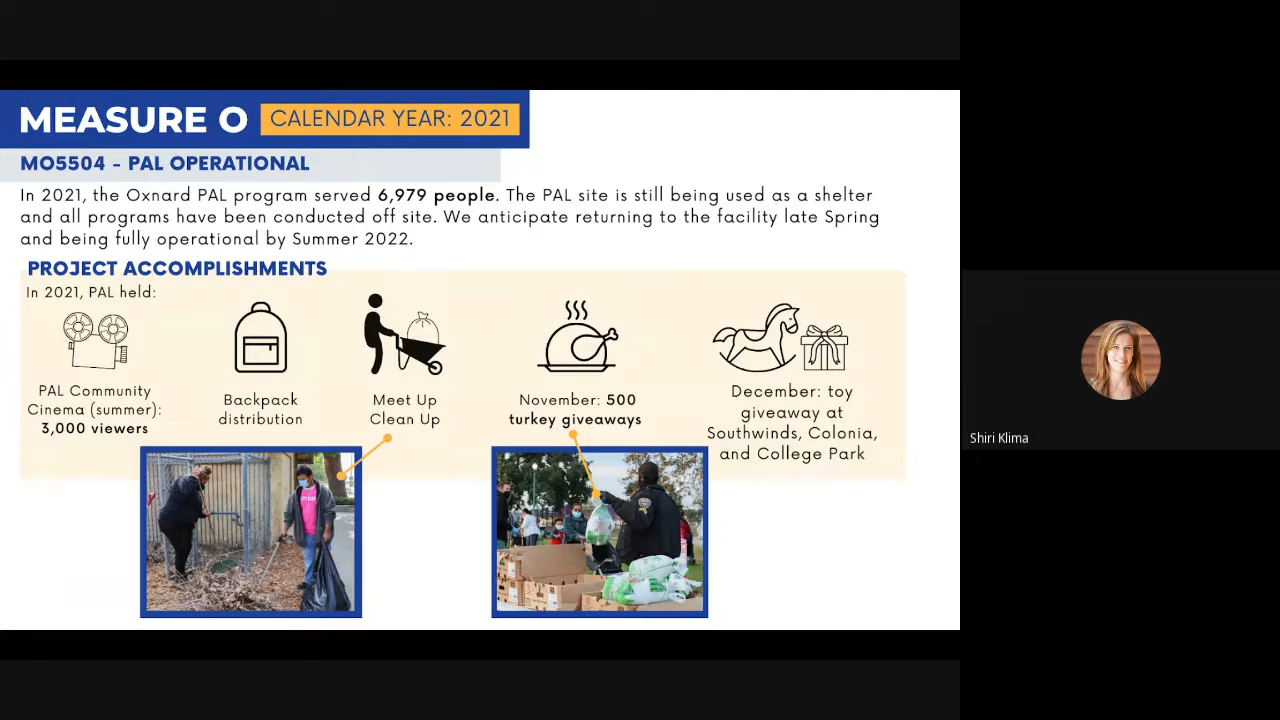 MEASURE O
CALENDAR YEAR: 2021
MO5504 - PAL OPERATIONAL
In 2021, the Oxnard PAL program served 6,979 people. The PAL site is still being used as a shelter
and all programs have been conducted off site. We anticipate returning to the facility late Spring
and being fully operational by Summer 2022.
PROJECT ACCOMPLISHMENTS
In 2021, PAL held:
PAL Community
Cinema (summer):
3,000 viewers
Backpack
distribution
Meet Up
Clean Up
November: 500
turkey giveaways
December: toy
giveaway at
Southwinds, Colonia,
and College Park
Shiri Klima